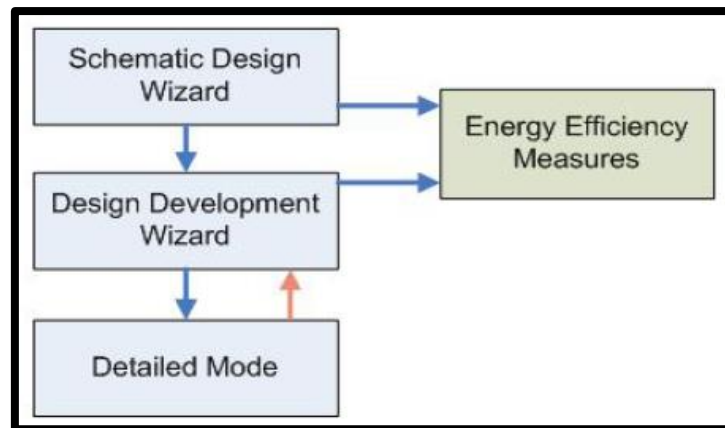 Schematic Design
Wizard
Energy Efficiency
Measures
Design Development
Wizard
Detailed Mode